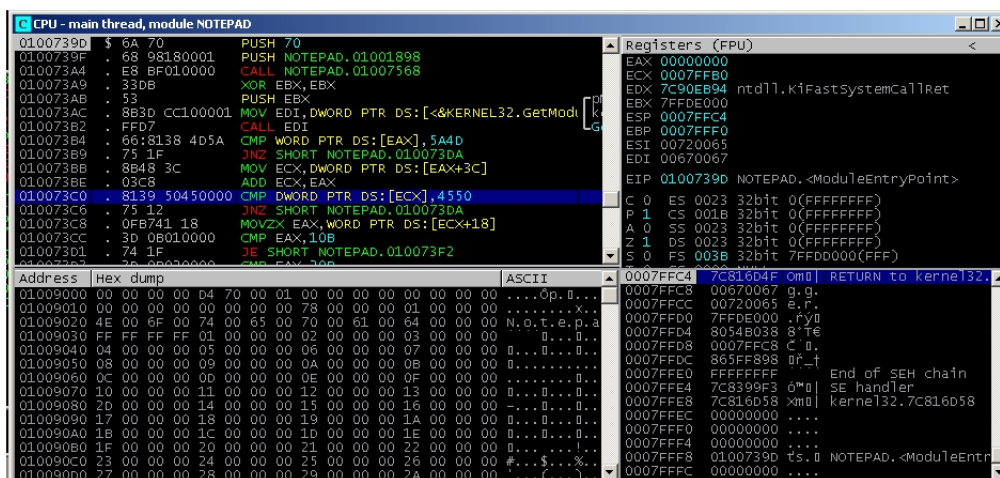 C CPU - main thread, module NOTEPAD
0100739D $ 6A 70 PUSH 70
0100739F . 68 98180001 PUSH NOTEPAD.01001898
010073A4 . E8 BF010000 CALL NOTEPAD.01007568
010073A9 . 33DB XOR EBX,EBX
010073AB . 53 PUSH EBX
010073AC . 8B3D CC100001 MOV EDI,DWORD PTR DS:[<&KERNEL32.GetModu
010073B2 . FFD7 CALL EDI
010073B4 . 66:8138 4D5A CMP WORD PTR DS:[EAX],5A4D
010073B9 . 75 1F JNZ SHORT NOTEPAD.010073DA
010073BB . 8B48 3C MOV ECX,DWORD PTR DS:[EAX+3C]
010073BE . 03C8 ADD ECX,EAX
010073C0 . 8139 50450000 CMP DWORD PTR DS:[ECX],4550
010073C6 . 75 12 JNZ SHORT NOTEPAD.010073DA
010073C8 . 0FB741 18 MOVZX EAX,WORD PTR DS:[ECX+18]
010073CC . 3D 0B010000 CMP EAX,10B
010073D1 . 74 1F JE SHORT NOTEPAD.010073F2
Registers (FPU) <
EAX 00000000
ECX 0007FFB0
EDX 7C90EB94 ntdll.KiFastSystemCallRet
EBX 7FFDE000
ESP 0007FFC4
EBP 0007FFF0
ESI 00720065
EDI 00670067
EIP 0100739D NOTEPAD.<ModuleEntryPoint>
C 0 ES 0023 32bit 0(FFFFFFFF)
P 1 CS 001B 32bit 0(FFFFFFFF)
A 0 SS 0023 32bit 0(FFFFFFFF)
Z 1 DS 0023 32bit 0(FFFFFFFF)
S 0 FS 003B 32bit 7FFDD000(FFF)
Address Hex dump ASCII
01009000 00 00 00 00 D4 70 00 01 00 00 00 00 00 00 00 00 ....Ôp. ....
01009010 00 00 00 00 00 00 00 00 78 00 00 00 01 00 00 00 ........x...
01009020 4E 00 6F 00 74 00 65 00 70 00 61 00 64 00 00 00 N.o.t.e.p.a
01009030 FF FF FF FF 01 00 00 00 02 00 00 00 03 00 00 00
01009040 04 00 00 00 05 00 00 00 06 00 00 00 07 00 00 00
01009050 08 00 00 00 09 00 00 00 0A 00 00 00 0B 00 00 00
01009060 0C 00 00 00 0D 00 00 00 0E 00 00 00 0F 00 00 00
01009070 10 00 00 00 11 00 00 00 12 00 00 00 13 00 00 00
01009080 2D 00 00 00 14 00 00 00 15 00 00 00 16 00 00 00
01009090 17 00 00 00 18 00 00 00 19 00 00 00 1A 00 00 00
010090A0 1B 00 00 00 1C 00 00 00 1D 00 00 00 1E 00 00 00
010090B0 1F 00 00 00 20 00 00 00 21 00 00 00 22 00 00 00
010090C0 23 00 00 00 24 00 00 00 25 00 00 00 26 00 00 00 #...$...%..
010090D0 27 00 00 00 28 00 00 00 29 00 00 00 2A 00 00 00
0007FFC4 7C816D4F RETURN to kernel32.
0007FFC8 00670067 g.g.
0007FFCC 00720065 e.r.
0007FFD0 7FFDE000
0007FFD4 8054B038
0007FFD8 0007FFC8
0007FFDC 865FF898
0007FFE0 FFFFFFFF End of SEH chain
0007FFE4 7C8399F3 SE handler
0007FFE8 7C816D58 kernel32.7C816D58
0007FFEC 00000000 ....
0007FFF0 00000000 ....
0007FFF4 00000000 ....
0007FFF8 0100739D NOTEPAD.<ModuleEntr
0007FFFC 00000000 ....